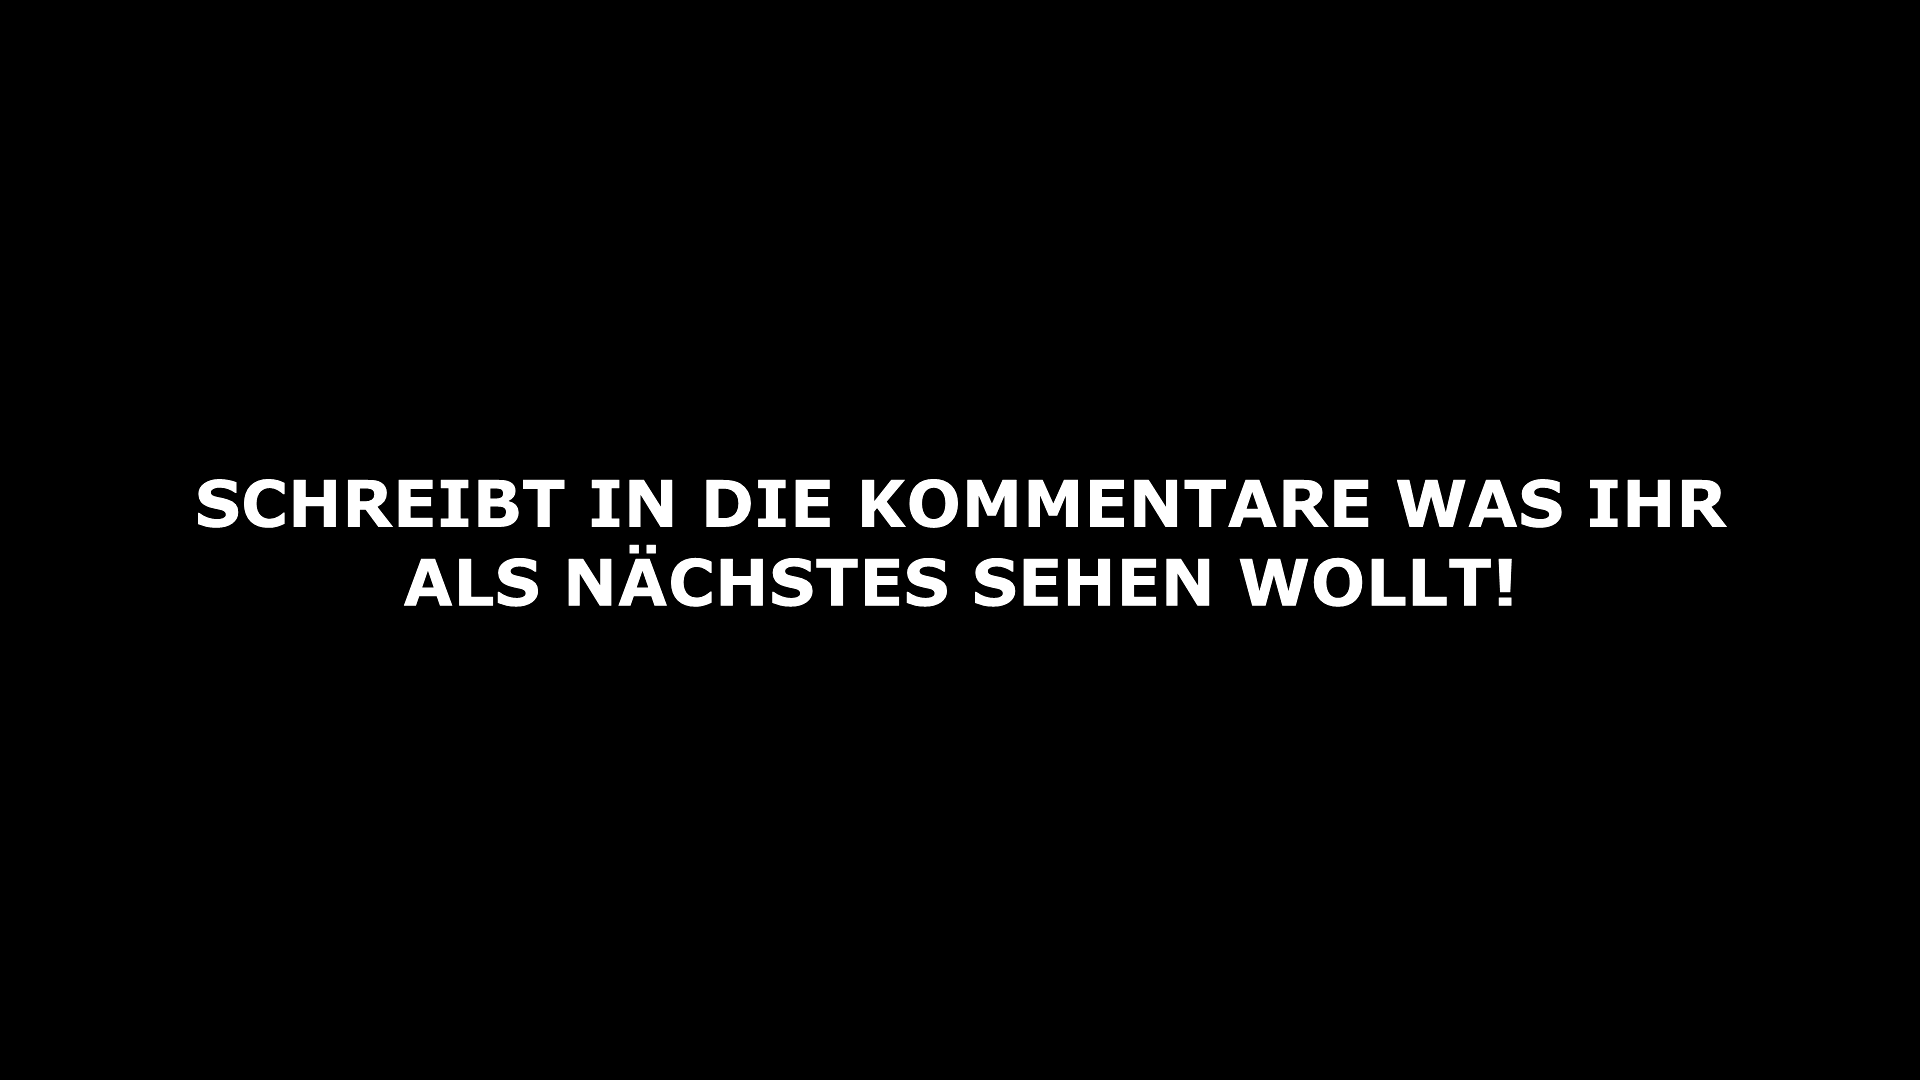 SCHREIBT IN DIE KOMMENTARE WAS IHR
ALS NÄCHSTES SEHEN WOLLT!